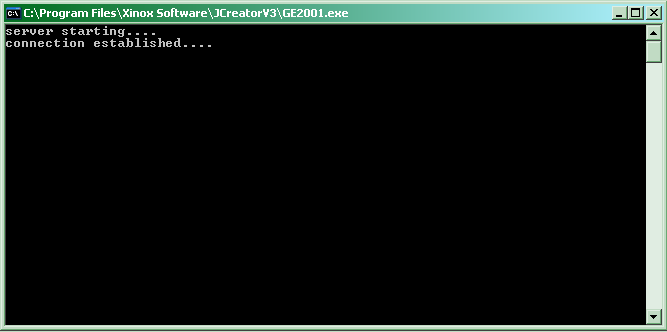 C:\Program Files\Xinox Software\JCreatorV3\GE2001.exe
server starting....
connection established....